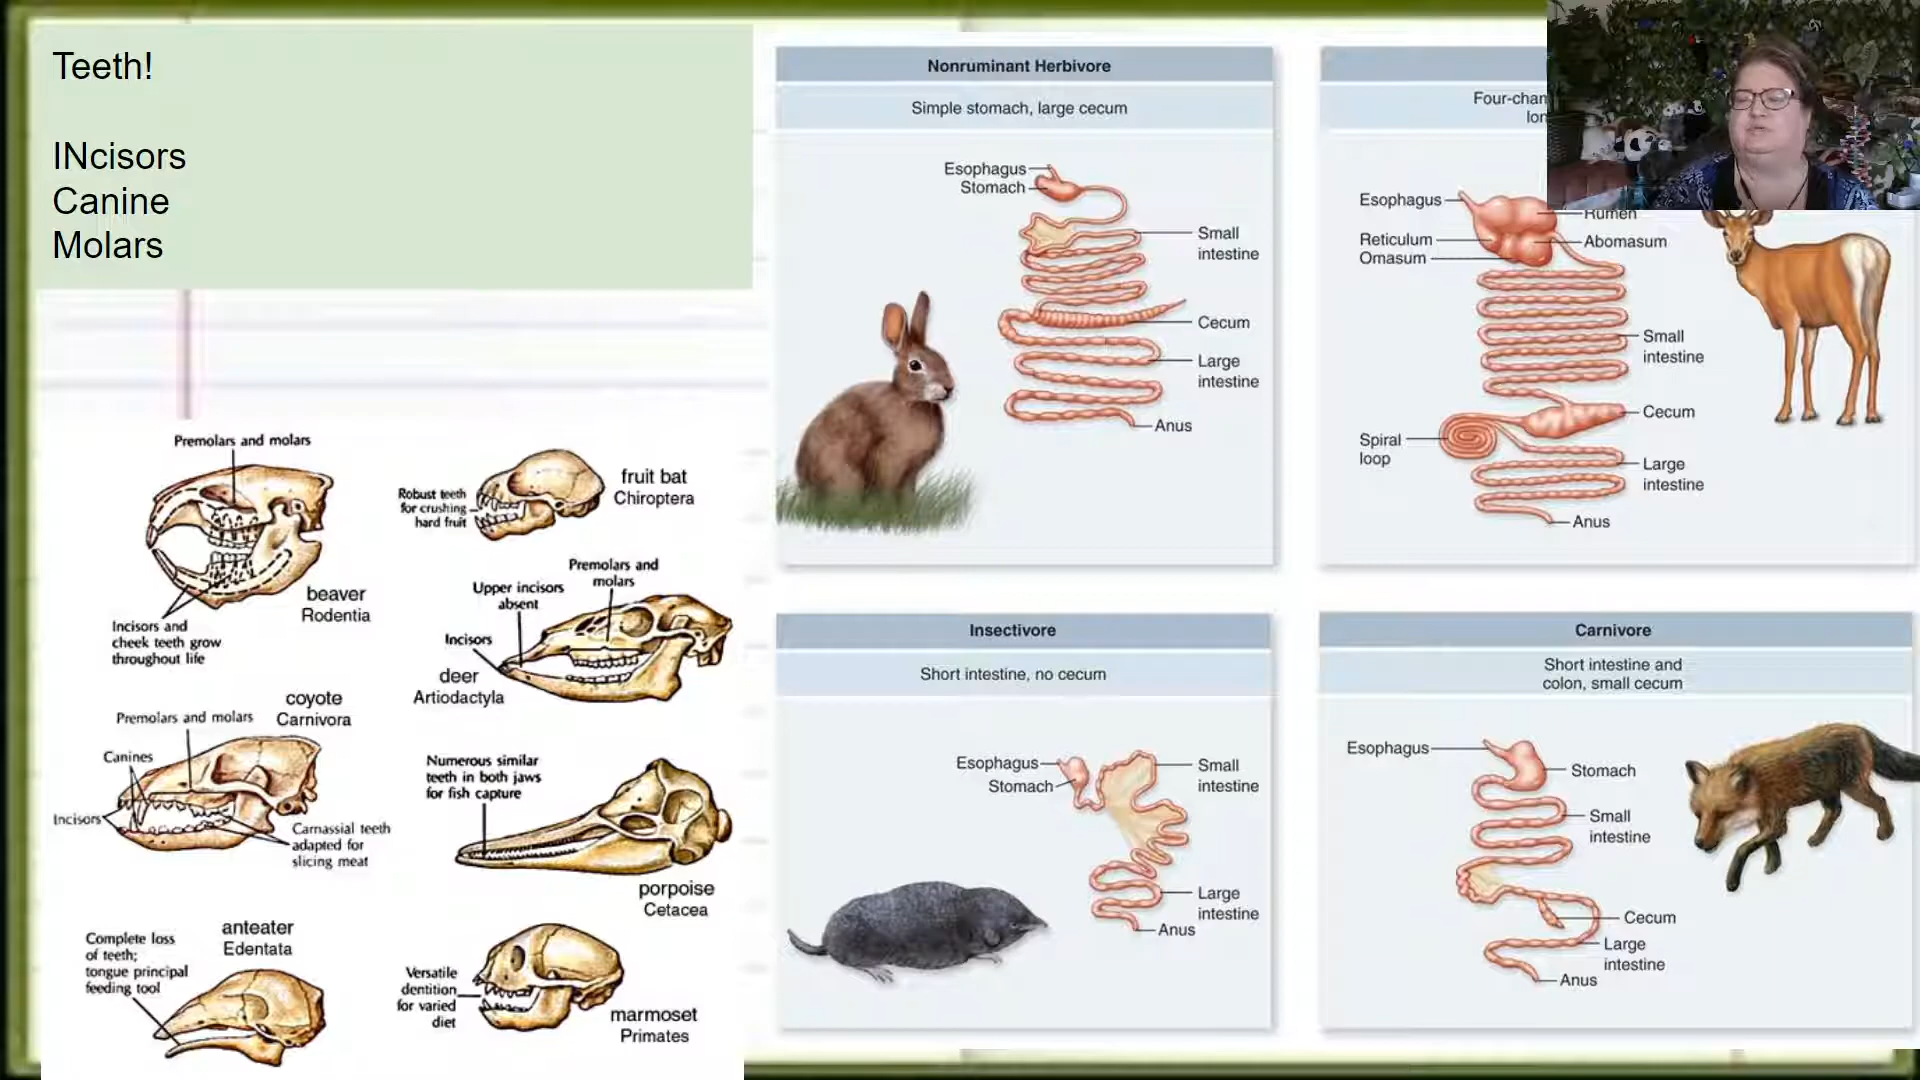 Teeth!
INcisors
Canine
Molars
Premolars and molars
Incisors and
cheek teeth grow
throughout life
beaver
Rodentia
Robust teeth
for crushing
hard fruit
fruit bat
Chiroptera
Premolars and
molars
Upper incisors
absent
Incisors
deer
Artiodactyla
coyote
Carnivora
Premolars and molars
Canines
Incisors
Carnassial teeth
adapted for
slicing meat
Numerous similar
teeth in both jaws
for fish capture
porpoise
Cetacea
anteater
Edentata
Complete loss
of teeth;
tongue principal
feeding tool
Versatile
dentition
for varied
diet
marmoset
Primates
Nonruminant Herbivore
Simple stomach, large cecum
Esophagus
Stomach
Small
intestine
Cecum
Large
intestine
Anus
Esophagus
Rumen
Reticulum
Abomasum
Omasum
Small
intestine
Cecum
Spiral
loop
Large
intestine
Anus
Insectivore
Short intestine, no cecum
Esophagus
Stomach
Small
intestine
Large
intestine
Anus
Carnivore
Short intestine and
colon, small cecum
Esophagus
Stomach
Small
intestine
Cecum
Large
intestine
Anus